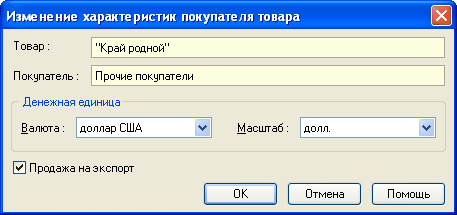 Изменение характеристик покупателя товара
Товар : "Край родной"
Покупатель : Прочие покупатели
Денежная единица
Валюта : доллар США Масштаб : долл.
Продажа на экспорт
OK Отмена Помощь